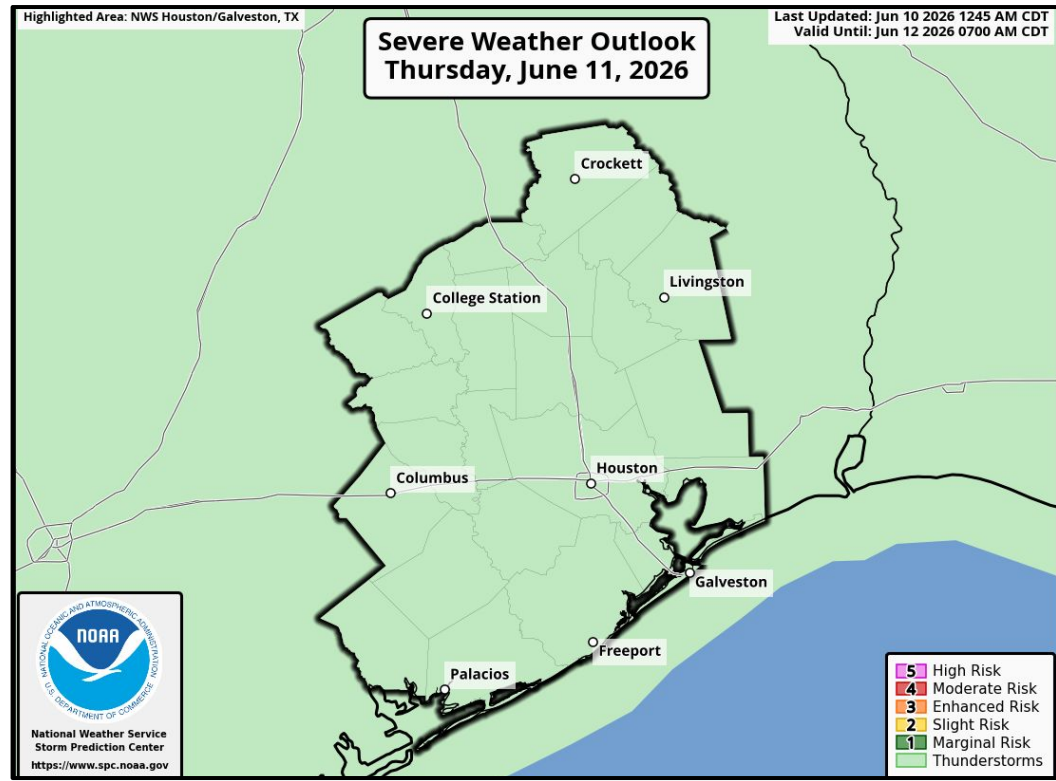 Highlighted Area: NWS Houston/Galveston, TX
Last Updated: Jun 10 2026 1245 AM CDT
Valid Until: Jun 12 2026 0700 AM CDT
Severe Weather Outlook
Thursday, June 11, 2026
Crockett
Livingston
College Station
Houston
Columbus
Galveston
Freeport
Palacios
NATIONAL OCEANIC AND ATMOSPHERIC ADMINISTRATION
NOAA
U.S. DEPARTMENT OF COMMERCE
National Weather Service
Storm Prediction Center
https://www.spc.noaa.gov
5 High Risk
4 Moderate Risk
3 Enhanced Risk
2 Slight Risk
1 Marginal Risk
Thunderstorms